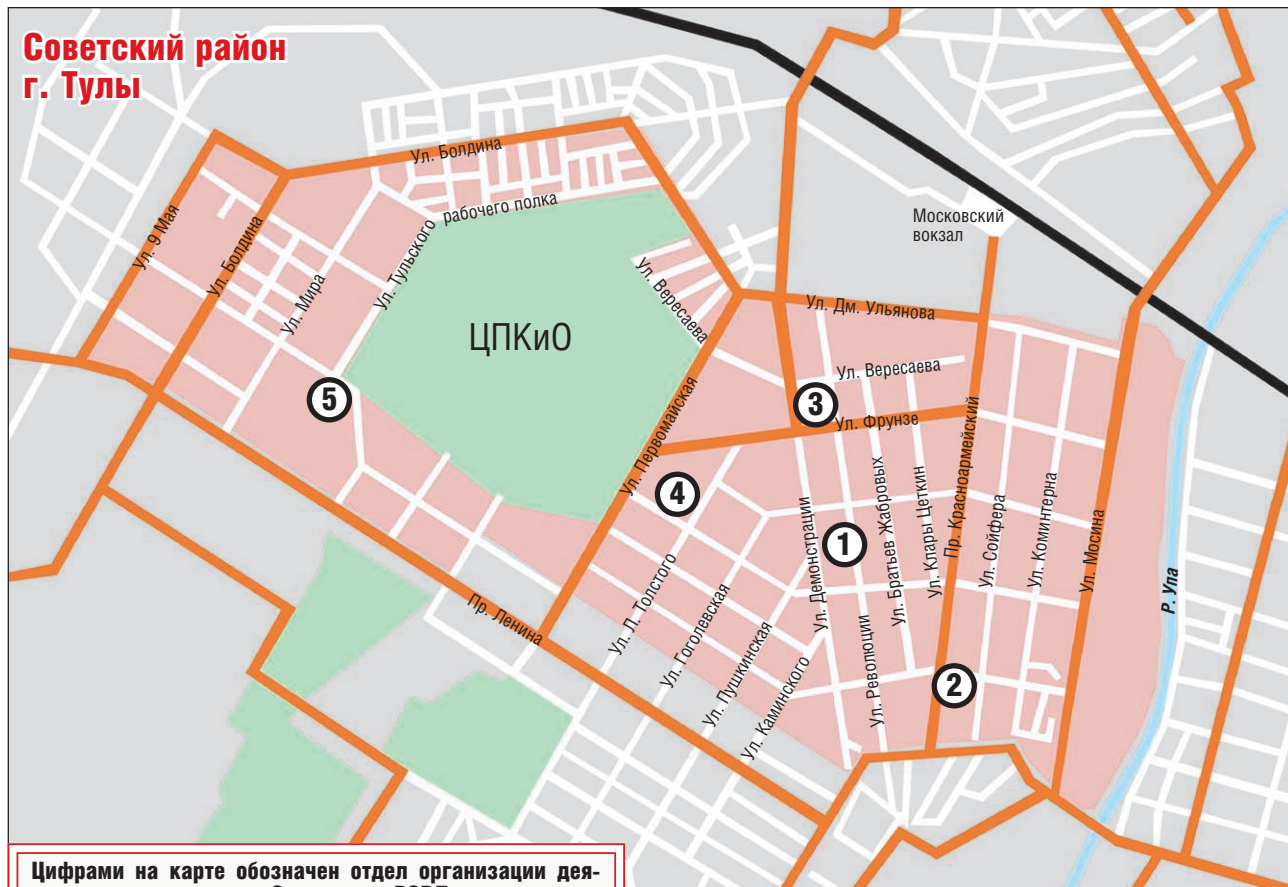 Советский район
г. Тулы
Ул. Болдина
Ул. 9 Мая
Ул. Болдина
Ул. Мира
Ул. Тульского рабочего полка
Ул. Вересаева
ЦПКиО
Московский
вокзал
Ул. Дм. Ульянова
Ул. Вересаева
Ул. Фрунзе
Ул. Первомайская
Пр. Красноармейский
5
3
4
1
2
Ул. Демонстрации
Ул. Революции
Ул. Братьев Жабровых
Ул. Клары Цеткин
Ул. Сойфера
Ул. Коминтерна
Ул. Мосина
Р. Упа
Пр. Ленина
Ул. Л. Толстого
Ул. Гоголевская
Ул. Пушкинская
Ул. Каминского
Цифрами на карте обозначен отдел организации дея-